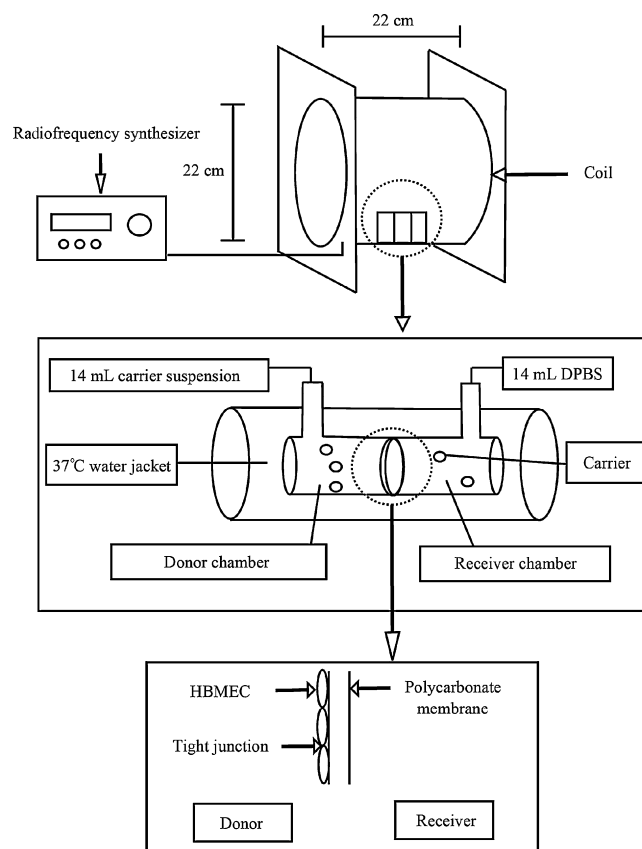 22 cm
Radiofrequency synthesizer
22 cm
Coil
14 mL carrier suspension
14 mL DPBS
37°C water jacket
Carrier
Donor chamber
Receiver chamber
HBMEC
Polycarbonate
membrane
Tight junction
Donor
Receiver